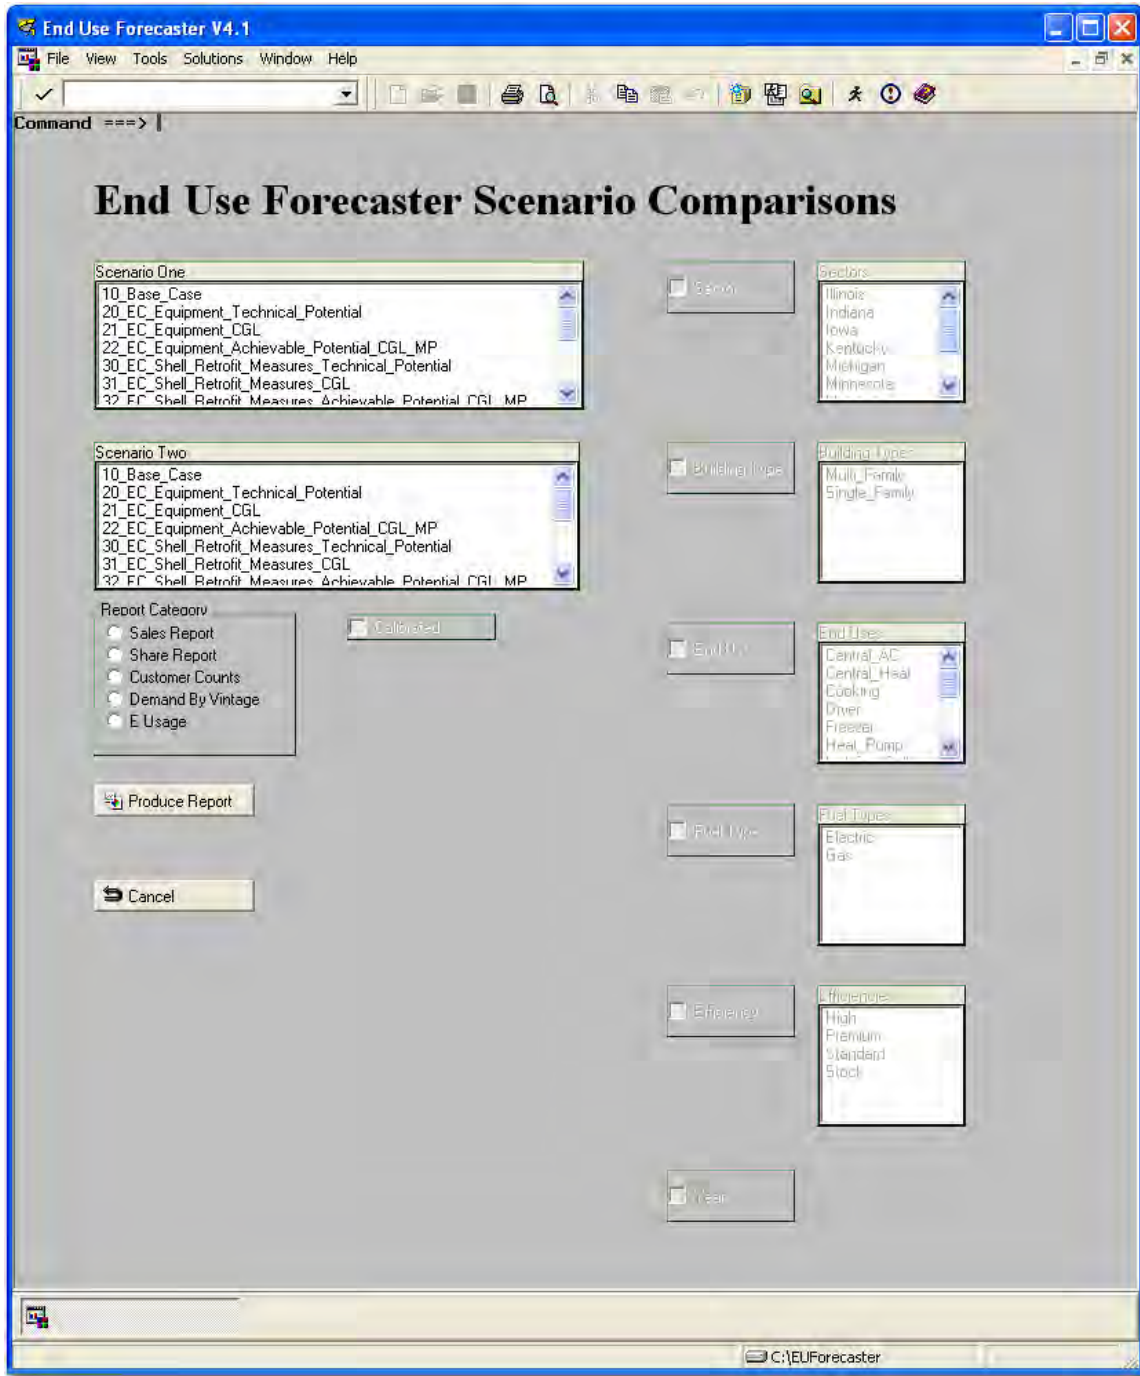 End Use Forecaster V4.1
File View Tools Solutions Window Help
Command ===>
End Use Forecaster Scenario Comparisons
Scenario One
10_Base_Case
20_EC_Equipment_Technical_Potential
21_EC_Equipment_CGL
22_EC_Equipment_Achievable_Potential_CGL_MP
30_EC_Shell_Retrofit_Measures_Technical_Potential
31_EC_Shell_Retrofit_Measures_CGL
32_EC_Shell_Retrofit_Measures_Achievable_Potential_CGL_MP
Sector
Sectors
Illinois
Indiana
Iowa
Kentucky
Michigan
Minnesota
Scenario Two
10_Base_Case
20_EC_Equipment_Technical_Potential
21_EC_Equipment_CGL
22_EC_Equipment_Achievable_Potential_CGL_MP
30_EC_Shell_Retrofit_Measures_Technical_Potential
31_EC_Shell_Retrofit_Measures_CGL
32_EC_Shell_Retrofit_Measures_Achievable_Potential_CGL_MP
Building Type
Building Types
Multi_Family
Single_Family
Report Category
Sales Report
Share Report
Customer Counts
Demand By Vintage
E Usage
Calibrated
End Use
End Uses
Central_AC
Central_Heat
Cooking
Dryer
Freezer
Heat_Pump
Produce Report
Fuel Type
Fuel Types
Electric
Gas
Cancel
Efficiency
Efficiencies
High
Premium
Standard
Stock
Year
C:\EUForecaster